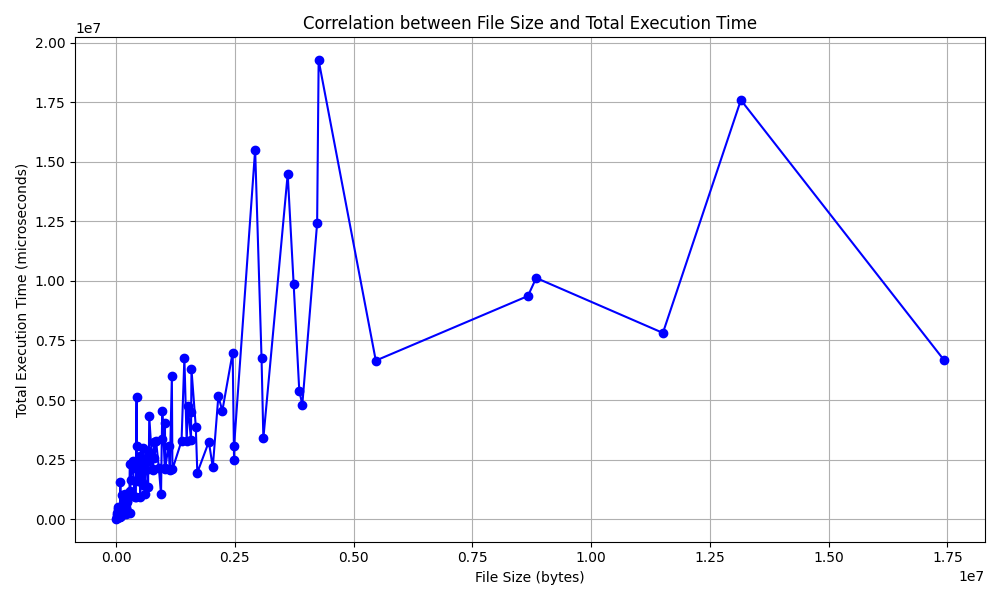 Correlation between File Size and Total Execution Time
1e7
2.00
1.75
1.50
1.25
1.00
0.75
0.50
0.25
0.00
Total Execution Time (microseconds)
0.00 0.25 0.50 0.75 1.00 1.25 1.50 1.75
1e7
File Size (bytes)